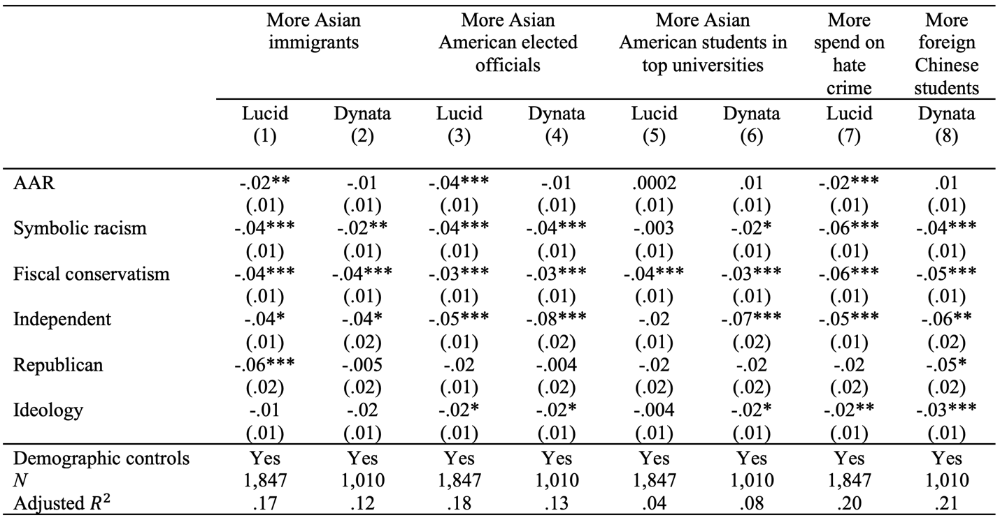 More Asian immigrants More Asian American elected officials More Asian American students in top universities More spend on hate crime More foreign Chinese students
Lucid Dynata Lucid Dynata Lucid Dynata Lucid Dynata
(1) (2) (3) (4) (5) (6) (7) (8)
AAR -.02** -.01 -.04*** -.01 .0002 .01 -.02*** .01
(.01) (.01) (.01) (.01) (.01) (.01) (.01) (.01)
Symbolic racism -.04*** -.02** -.04*** -.04*** -.003 -.02* -.06*** -.04***
(.01) (.01) (.01) (.01) (.01) (.01) (.01) (.01)
Fiscal conservatism -.04*** -.04*** -.03*** -.03*** -.04*** -.03*** -.06*** -.05***
(.01) (.01) (.01) (.01) (.01) (.01) (.01) (.01)
Independent -.04* -.04* -.05*** -.08*** -.02 -.07*** -.05*** -.06**
(.01) (.02) (.01) (.02) (.01) (.02) (.01) (.02)
Republican -.06*** -.005 -.02 -.004 -.02 -.02 -.02 -.05*
(.02) (.02) (.01) (.02) (.02) (.02) (.02) (.02)
Ideology -.01 -.02 -.02* -.02* -.004 -.02* -.02** -.03***
(.01) (.01) (.01) (.01) (.01) (.01) (.01) (.01)
Demographic controls Yes Yes Yes Yes Yes Yes Yes Yes
N 1,847 1,010 1,847 1,010 1,847 1,010 1,847 1,010
Adjusted R² .17 .12 .18 .13 .04 .08 .20 .21